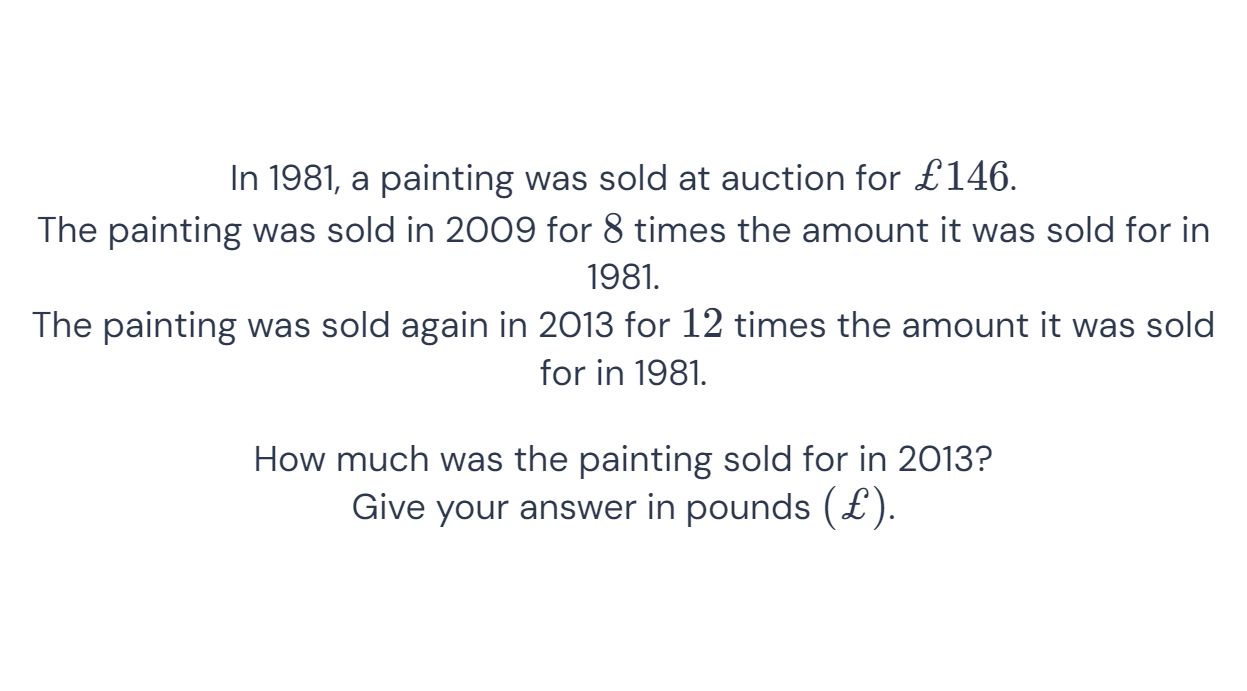 In 1981, a painting was sold at auction for £146.
The painting was sold in 2009 for 8 times the amount it was sold for in
1981.
The painting was sold again in 2013 for 12 times the amount it was sold
for in 1981.
How much was the painting sold for in 2013?
Give your answer in pounds (£).